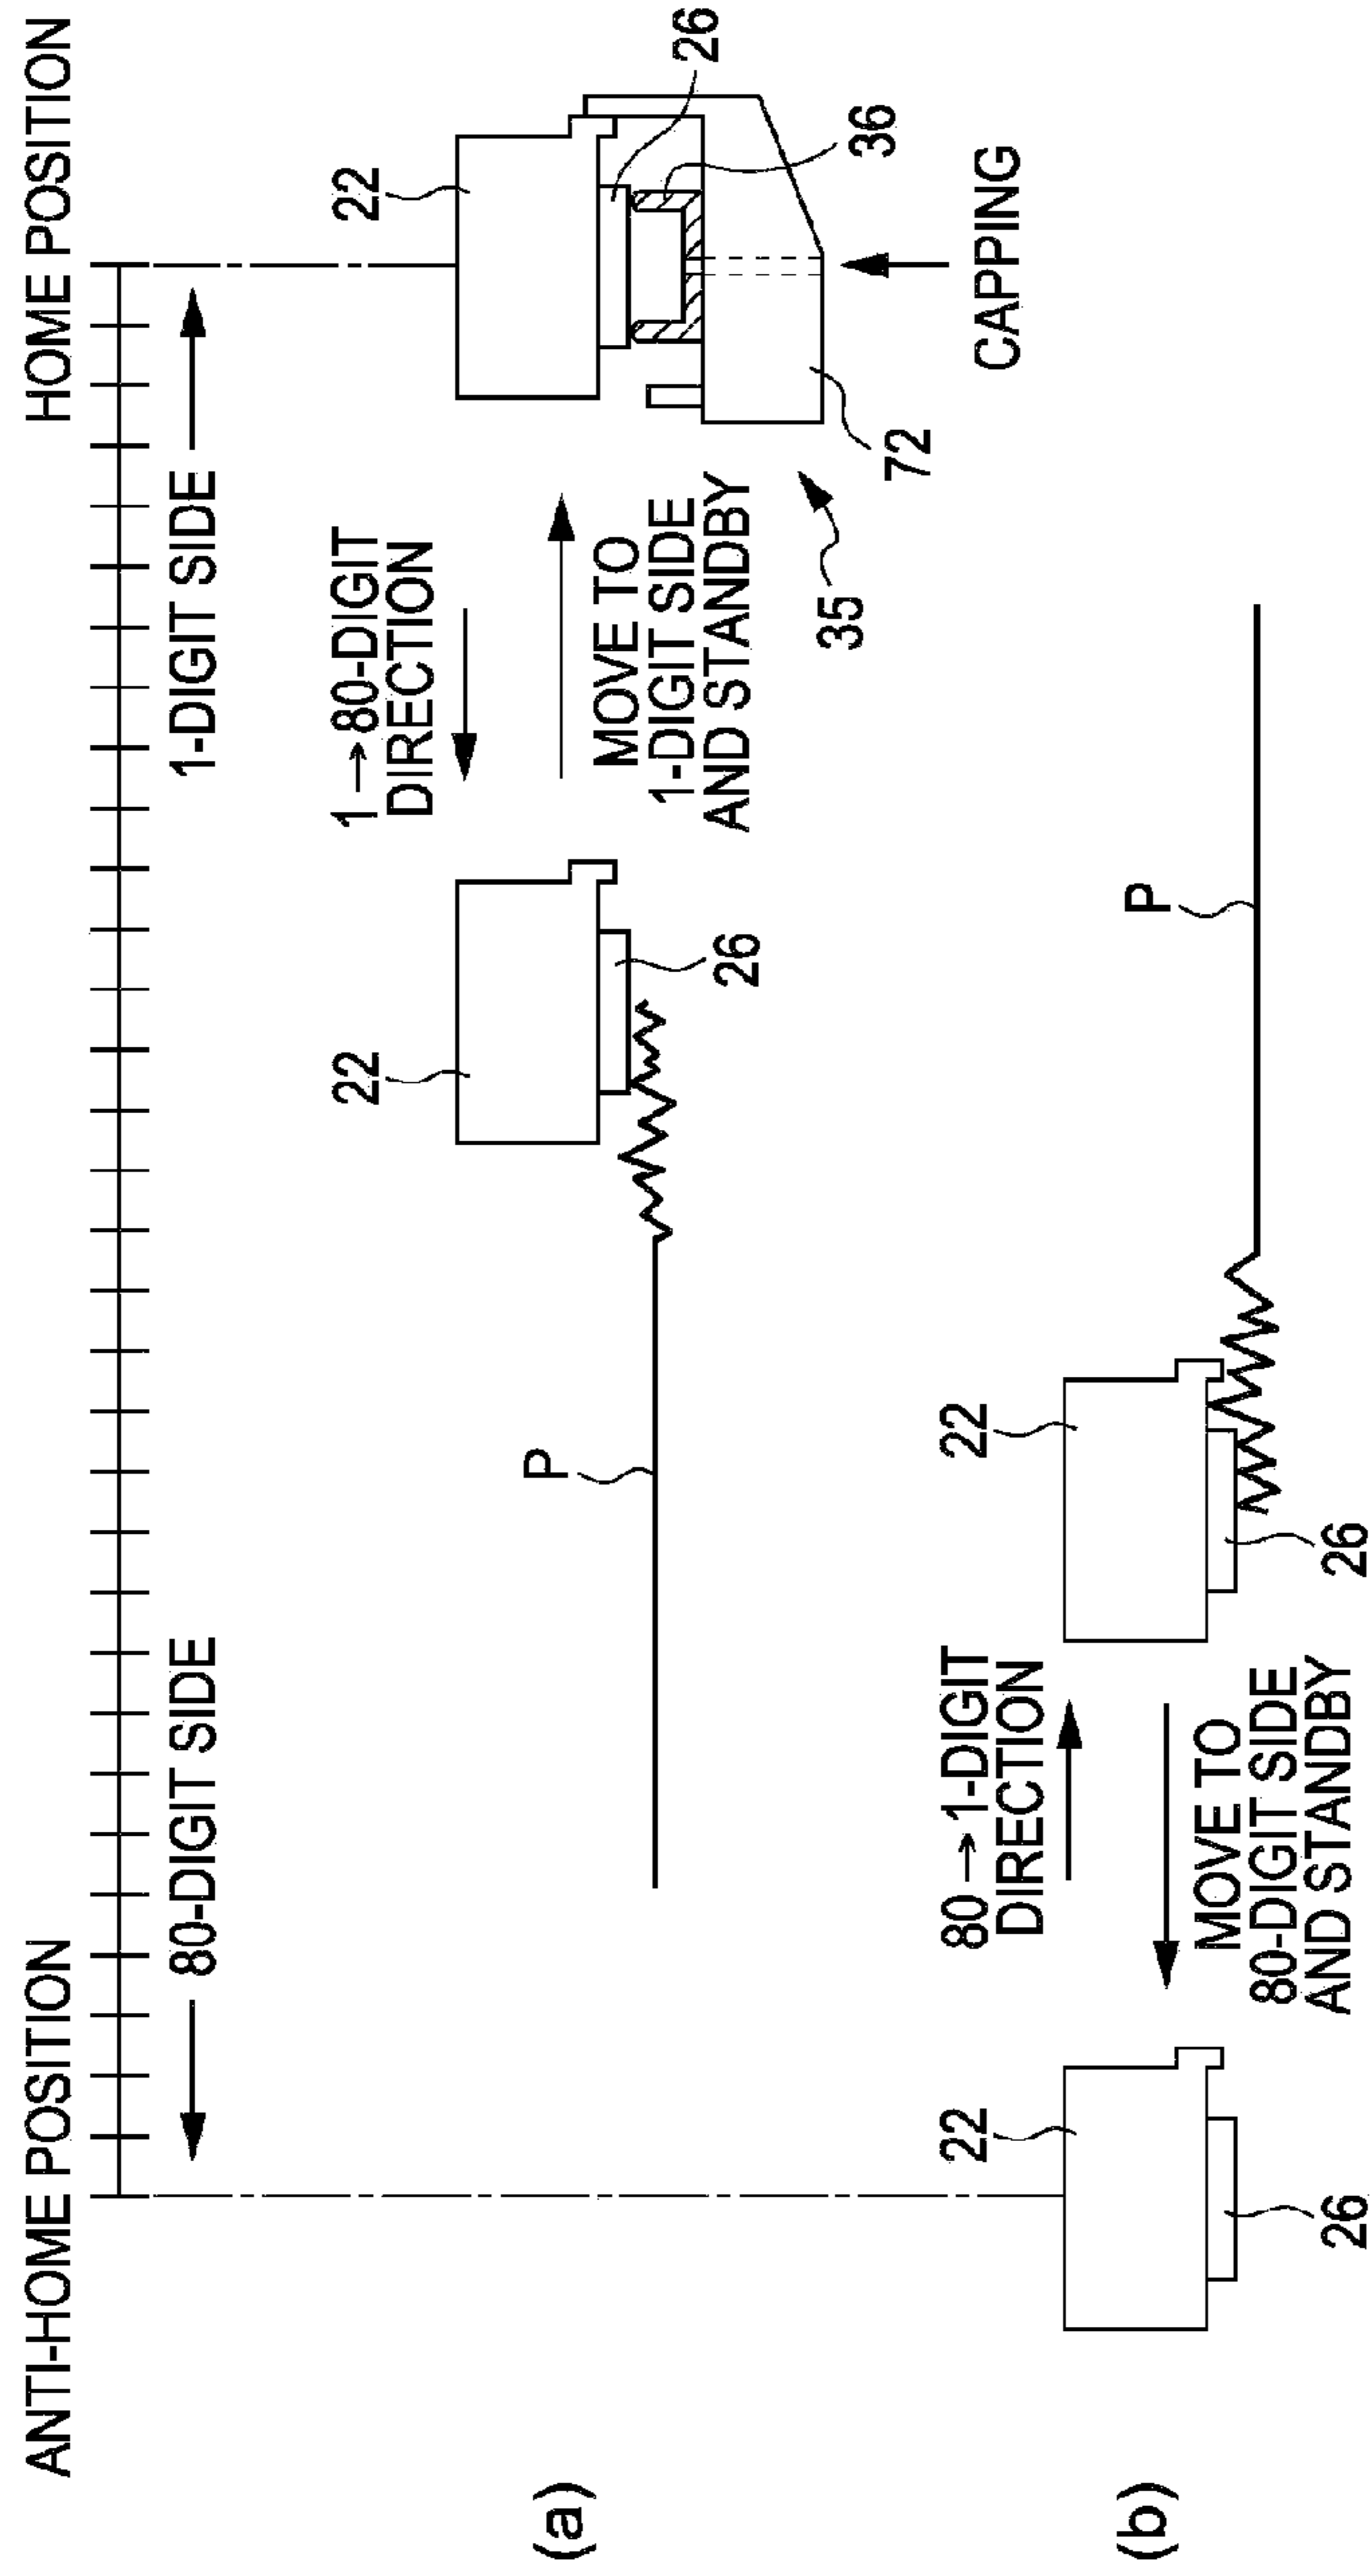 ANTI-HOME POSITION
HOME POSITION
80-DIGIT SIDE
1-DIGIT SIDE
(a)
P
22
26
1→80-DIGIT
DIRECTION
MOVE TO
1-DIGIT SIDE
AND STANDBY
22
26
36
35
72
CAPPING
(b)
22
26
80→1-DIGIT
DIRECTION
MOVE TO
80-DIGIT SIDE
AND STANDBY
22
26
P